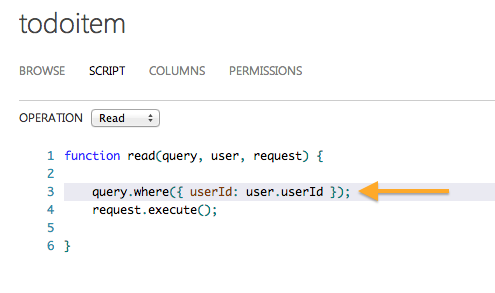 todoitem
BROWSE SCRIPT COLUMNS PERMISSIONS
OPERATION Read
1 function read(query, user, request) {
2
3 query.where({ userId: user.userId });
4 request.execute();
5
6 }